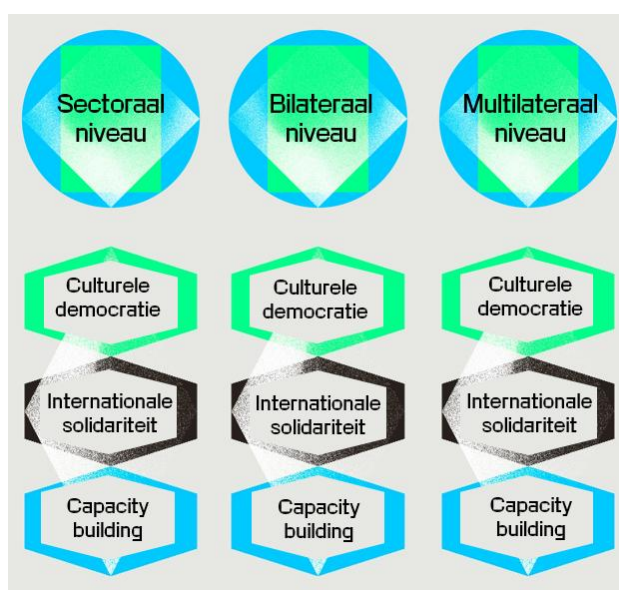 Sectoraal
niveau
Bilateraal
niveau
Multilateraal
niveau
Culturele
democratie
Culturele
democratie
Culturele
democratie
Internationale
solidariteit
Internationale
solidariteit
Internationale
solidariteit
Capacity
building
Capacity
building
Capacity
building